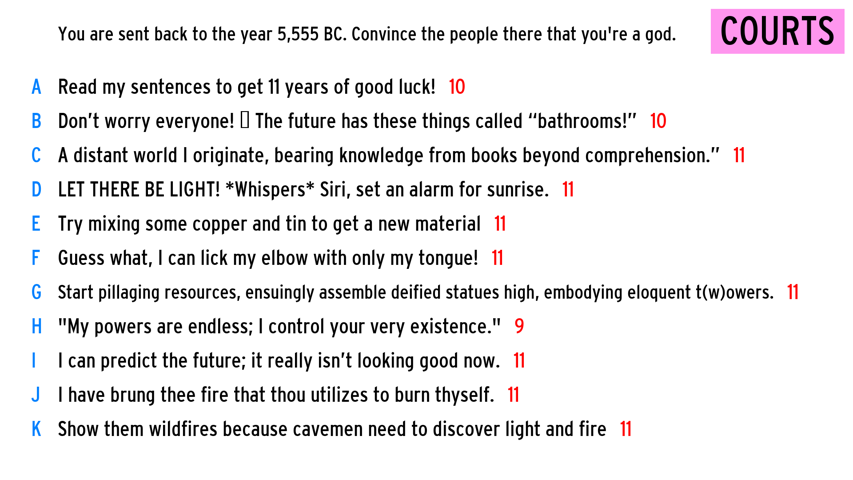 You are sent back to the year 5,555 BC. Convince the people there that you're a god.
COURTS
A Read my sentences to get 11 years of good luck! 10
B Don’t worry everyone! ▯ The future has these things called “bathrooms!” 10
C A distant world I originate, bearing knowledge from books beyond comprehension.” 11
D LET THERE BE LIGHT! *Whispers* Siri, set an alarm for sunrise. 11
E Try mixing some copper and tin to get a new material 11
F Guess what, I can lick my elbow with only my tongue! 11
G Start pillaging resources, ensuingly assemble deified statues high, embodying eloquent t(w)owers. 11
H "My powers are endless; I control your very existence." 9
I I can predict the future; it really isn’t looking good now. 11
J I have brung thee fire that thou utilizes to burn thyself. 11
K Show them wildfires because cavemen need to discover light and fire 11